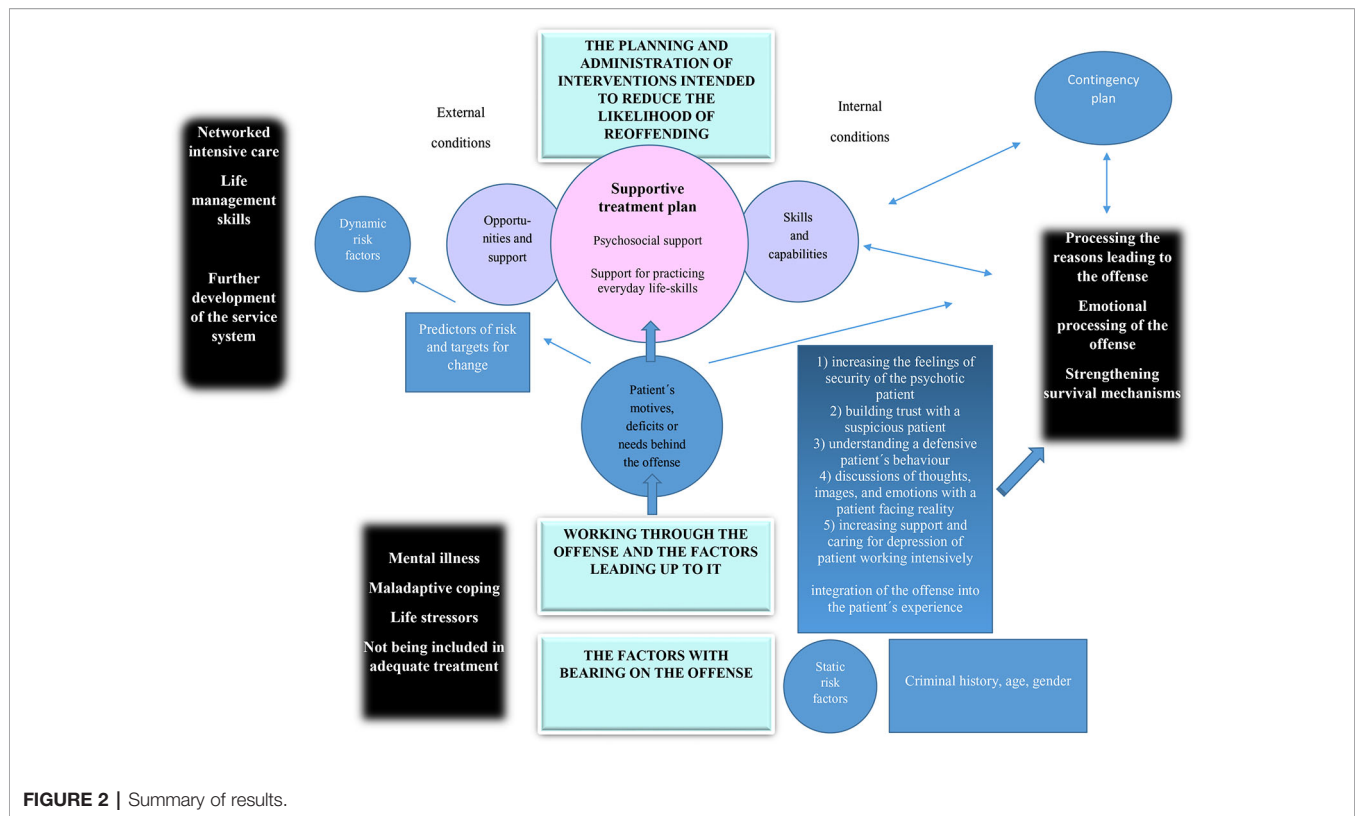 THE PLANNING AND
ADMINISTRATION OF
INTERVENTIONS INTENDED
TO REDUCE THE
LIKELIHOOD OF
REOFFENDING
External
conditions
Internal
conditions
Contingency
plan
Networked
intensive care
Life
management
skills
Further
development
of the service
system
Dynamic
risk
factors
Opportu-
nities and
support
Supportive
treatment plan
Psychosocial support
Support for practicing
everyday life-skills
Skills
and
capabilities
Processing the
reasons leading to
the offense
Emotional
processing of the
offense
Strengthening
survival mechanisms
Predictors of risk
and targets for
change
Patient´s
motives,
deficits or
needs behind
the offense
1) increasing the feelings of
security of the psychotic
patient
2) building trust with a
suspicious patient
3) understanding a defensive
patient´s behaviour
4) discussions of thoughts,
images, and emotions with a
patient facing reality
5) increasing support and
caring for depression of
patient working intensively
integration of the offense into
the patient´s experience
Mental illness
Maladaptive coping
Life stressors
Not being included in
adequate treatment
WORKING THROUGH THE
OFFENSE AND THE FACTORS
LEADING UP TO IT
THE FACTORS WITH
BEARING ON THE OFFENSE
Static
risk
factors
Criminal history, age, gender
FIGURE 2 | Summary of results.